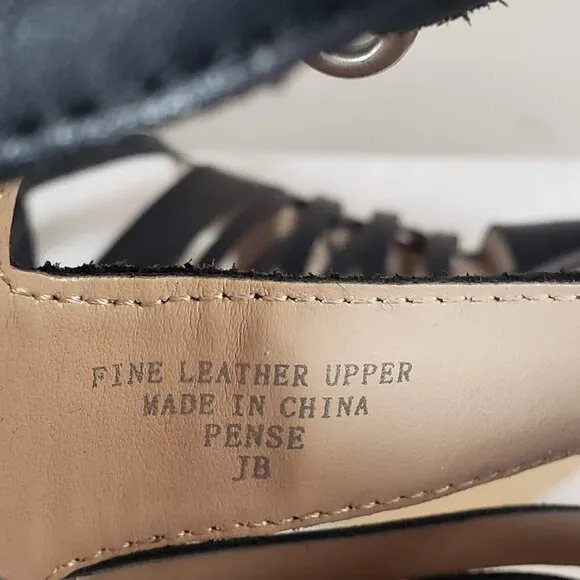 FINE LEATHER UPPER
MADE IN CHINA
PENSE
JB